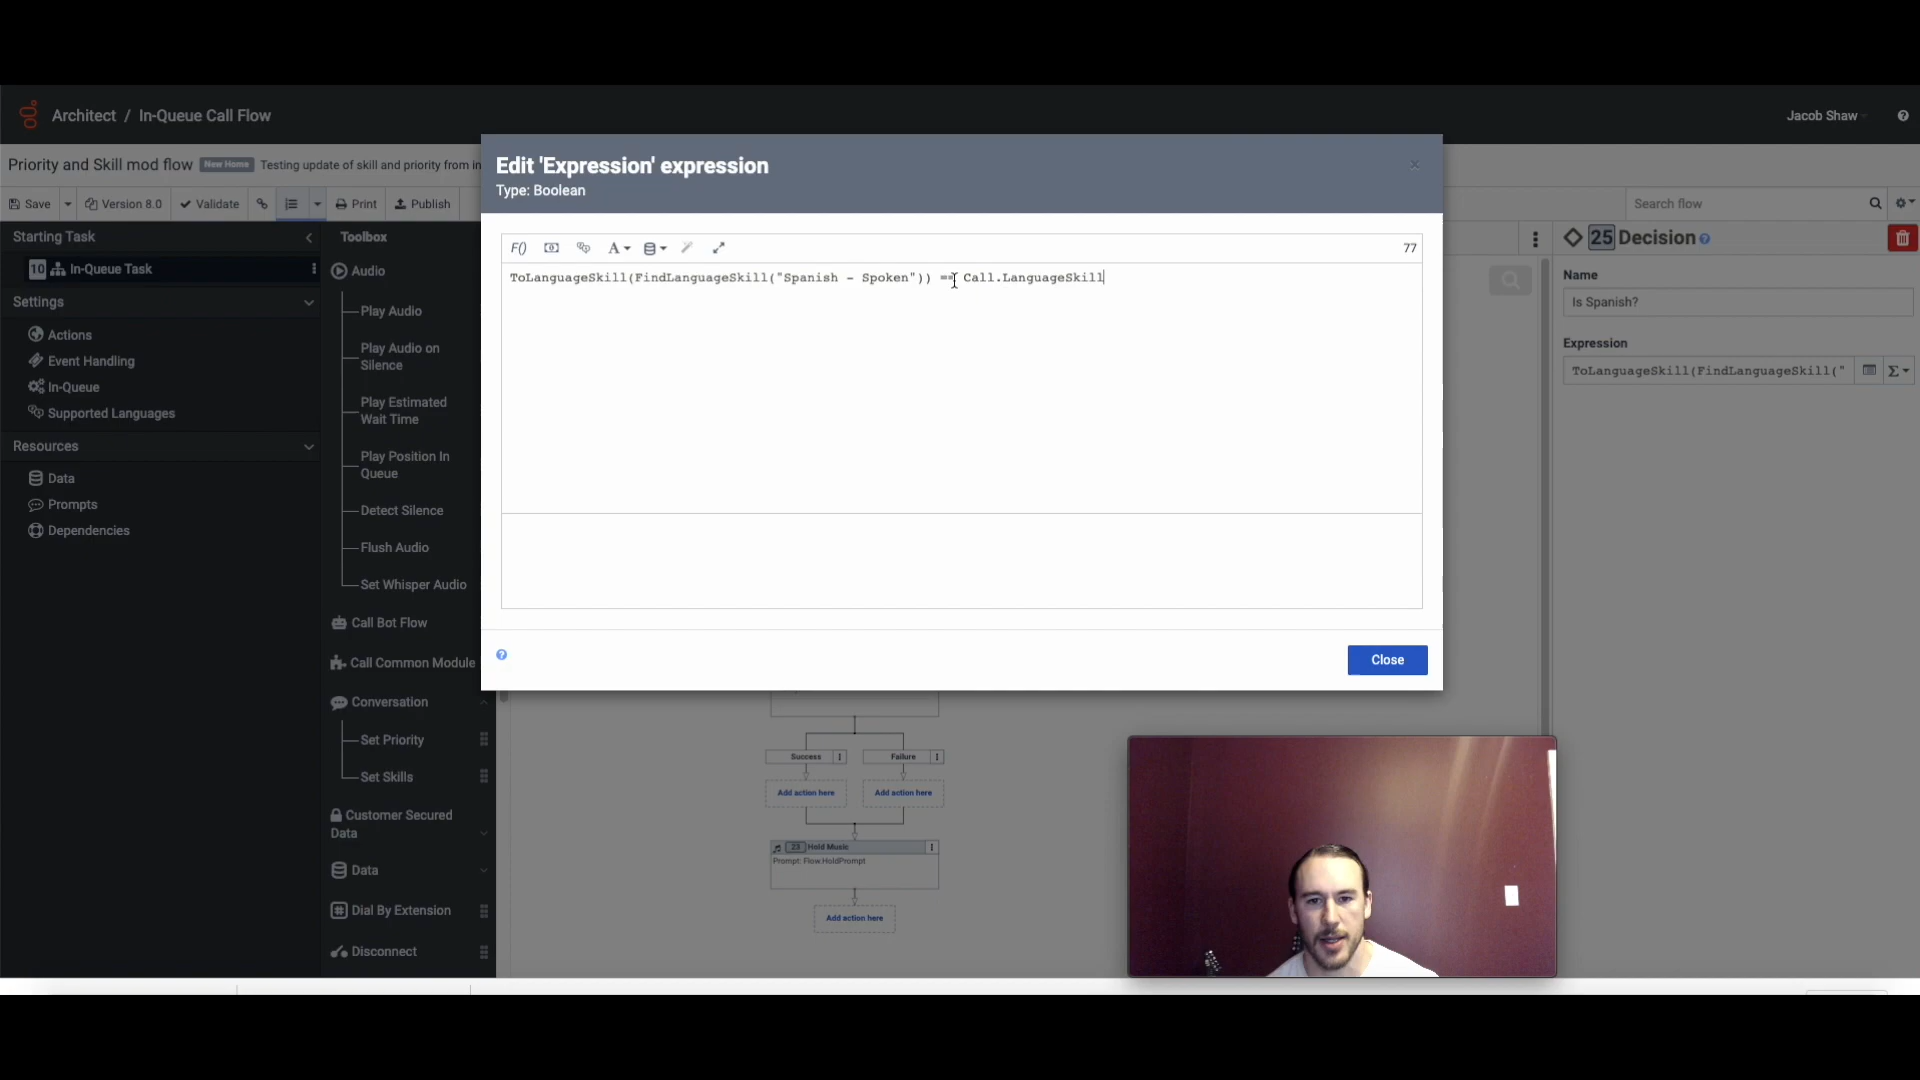 Architect / In-Queue Call Flow
Jacob Shaw
Priority and Skill mod flow New Home Testing update of skill and priority from in
Edit 'Expression' expression
Type: Boolean
Save Version 8.0 Validate Print Publish
Search flow
Starting Task
10 In-Queue Task
Settings
Actions
Event Handling
In-Queue
Supported Languages
Resources
Data
Prompts
Dependencies
Toolbox
Audio
Play Audio
Play Audio on
Silence
Play Estimated
Wait Time
Play Position In
Queue
Detect Silence
Flush Audio
Set Whisper Audio
Call Bot Flow
Call Common Module
Conversation
Set Priority
Set Skills
Customer Secured
Data
Data
Dial By Extension
Disconnect
F() A 77
ToLanguageSkill(FindLanguageSkill("Spanish - Spoken")) == Call.LanguageSkill
Close
25 Decision
Name
Is Spanish?
Expression
ToLanguageSkill(FindLanguageSkill("
Success Failure
Add action here Add action here
23 Hold Music
Prompt: Flow.HoldPrompt
Add action here